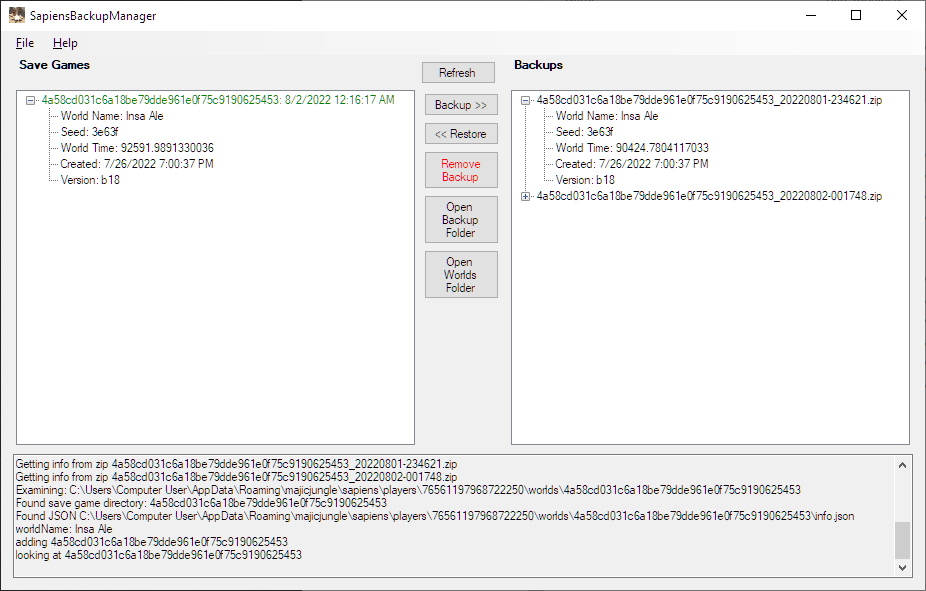 SapiensBackupManager
File Help
Save Games
4a58cd031c6a18be79dde961e0f75c9190625453: 8/2/2022 12:16:17 AM
World Name: Insa Ale
Seed: 3e63f
World Time: 92591.9891330036
Created: 7/26/2022 7:00:37 PM
Version: b18
Refresh
Backup >>
<< Restore
Remove
Backup
Open
Backup
Folder
Open
Worlds
Folder
Backups
4a58cd031c6a18be79dde961e0f75c9190625453_20220801-234621.zip
World Name: Insa Ale
Seed: 3e63f
World Time: 90424.7804117033
Created: 7/26/2022 7:00:37 PM
Version: b18
4a58cd031c6a18be79dde961e0f75c9190625453_20220802-001748.zip
Getting info from zip 4a58cd031c6a18be79dde961e0f75c9190625453_20220801-234621.zip
Getting info from zip 4a58cd031c6a18be79dde961e0f75c9190625453_20220802-001748.zip
Examining: C:\Users\Computer User\AppData\Roaming\majicjungle\sapiens\players\76561197968722250\worlds\4a58cd031c6a18be79dde961e0f75c9190625453
Found save game directory: 4a58cd031c6a18be79dde961e0f75c9190625453
Found JSON C:\Users\Computer User\AppData\Roaming\majicjungle\sapiens\players\76561197968722250\worlds\4a58cd031c6a18be79dde961e0f75c9190625453\info.json
worldName: Insa Ale
adding 4a58cd031c6a18be79dde961e0f75c9190625453
looking at 4a58cd031c6a18be79dde961e0f75c9190625453